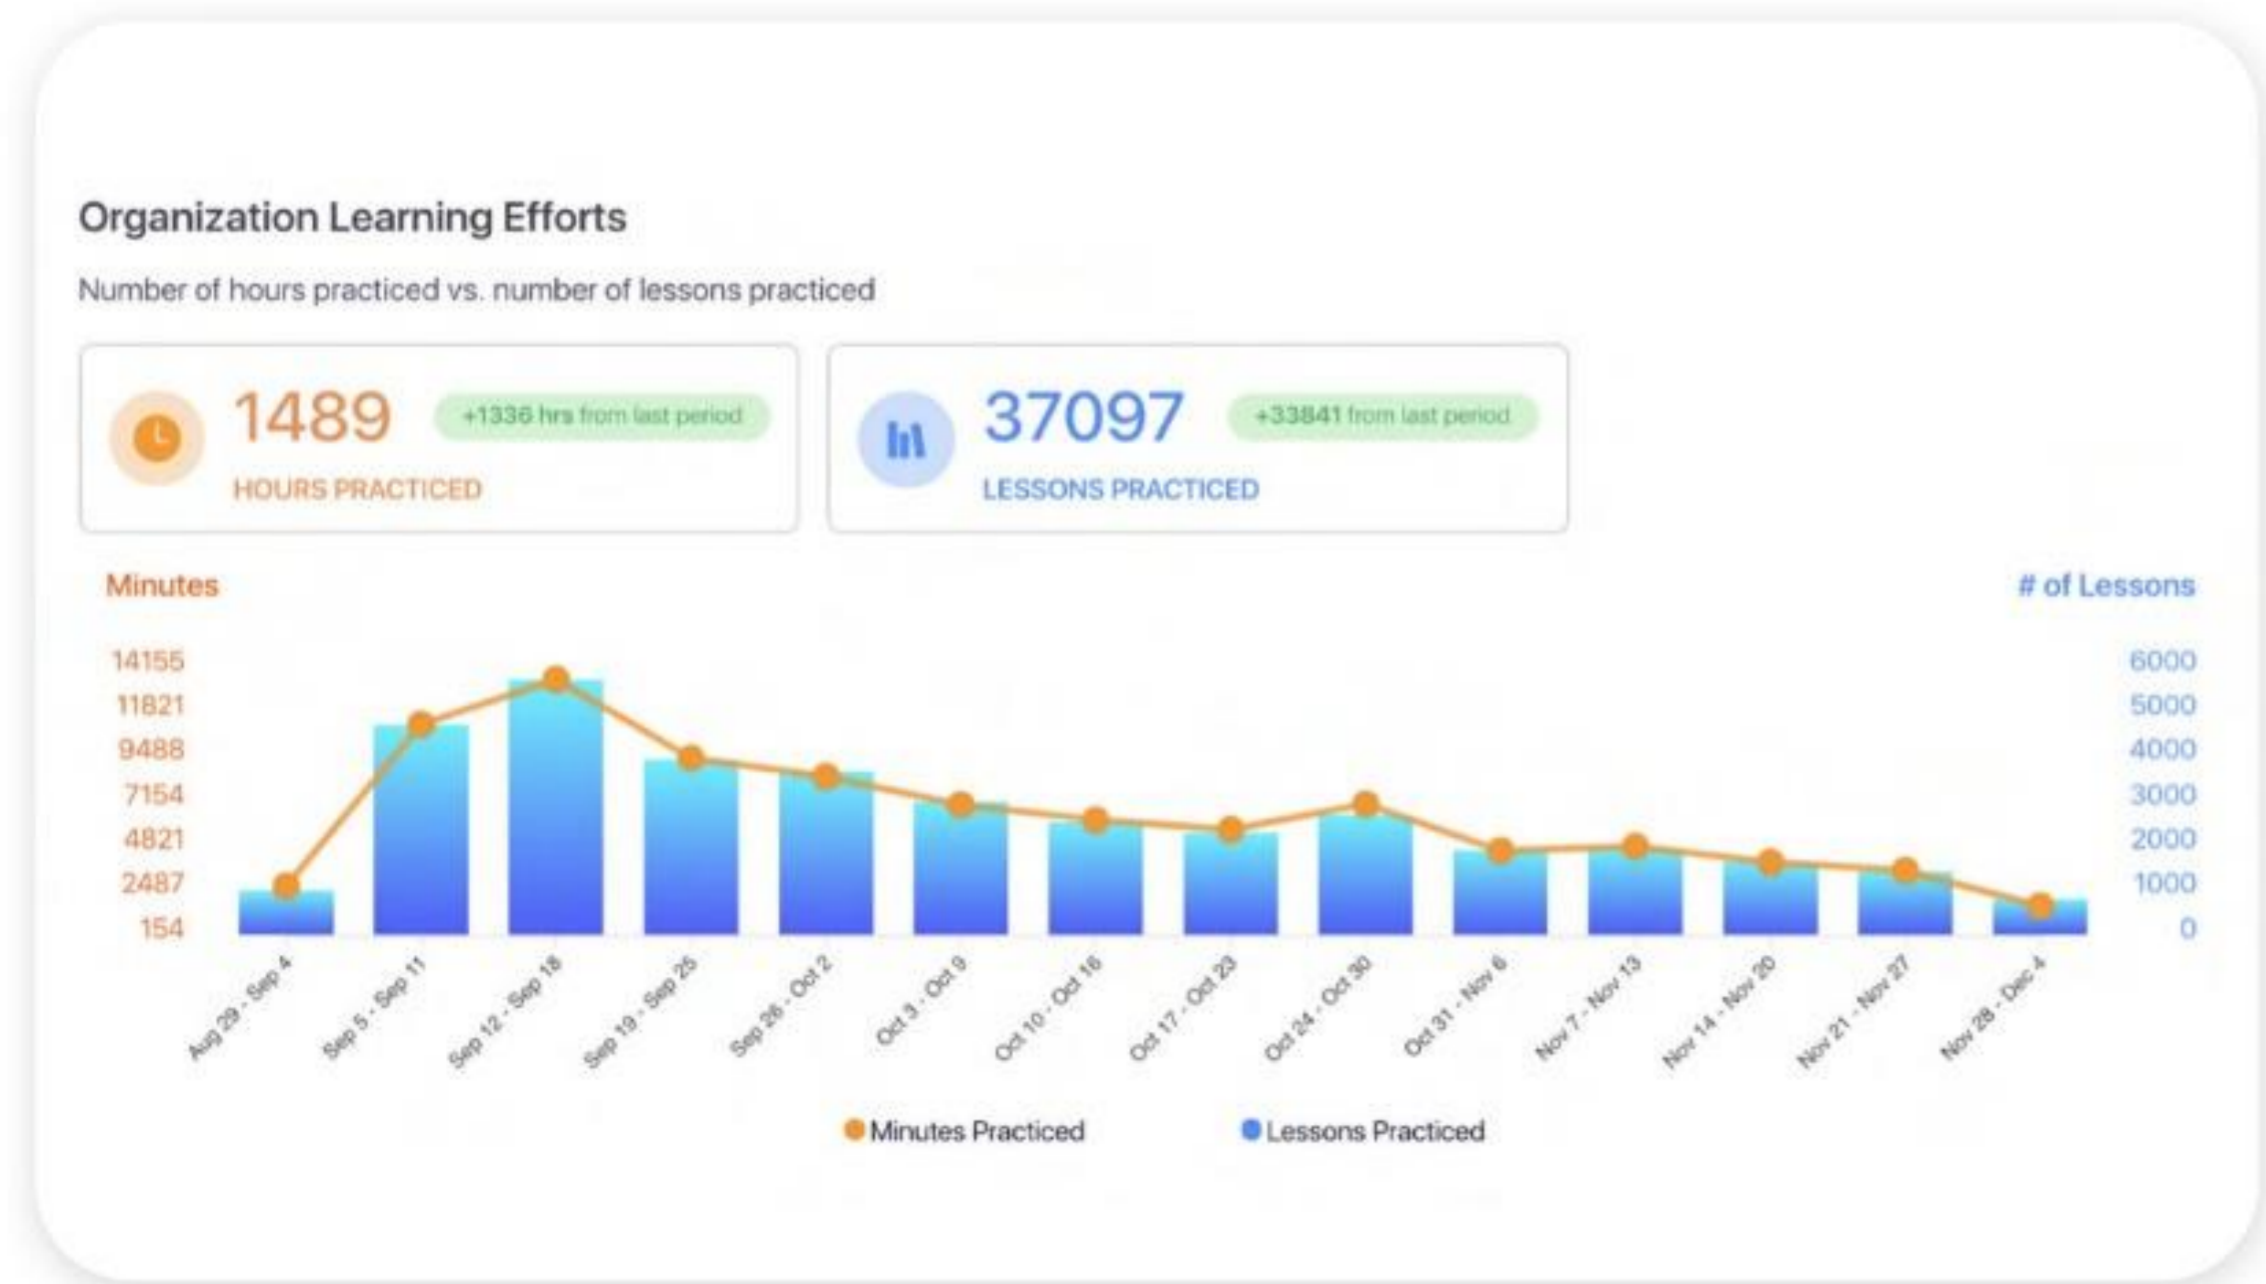 Organization Learning Efforts
Number of hours practiced vs. number of lessons practiced
1489 +1336 hrs from last period
HOURS PRACTICED
37097 +33841 from last period
LESSONS PRACTICED
Minutes
# of Lessons
14155
11821
9488
7154
4821
2487
154
6000
5000
4000
3000
2000
1000
0
Aug 29 - Sep 4
Sep 5 - Sep 11
Sep 12 - Sep 18
Sep 19 - Sep 25
Sep 26 - Oct 2
Oct 3 - Oct 9
Oct 10 - Oct 16
Oct 17 - Oct 23
Oct 24 - Oct 30
Oct 31 - Nov 6
Nov 7 - Nov 13
Nov 14 - Nov 20
Nov 21 - Nov 27
Nov 28 - Dec 4
Minutes Practiced
Lessons Practiced